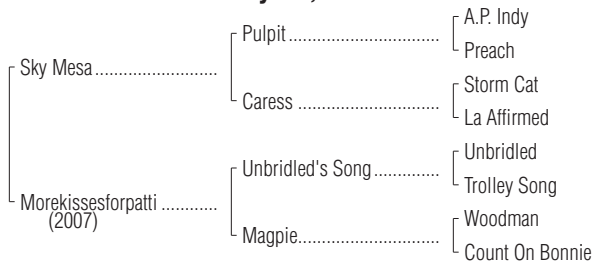 A.P. Indy
Pulpit
Preach
Sky Mesa
Storm Cat
Caress
La Affirmed
Unbridled
Unbridled's Song
Trolley Song
Morekissesforpatti
(2007)
Woodman
Magpie
Count On Bonnie